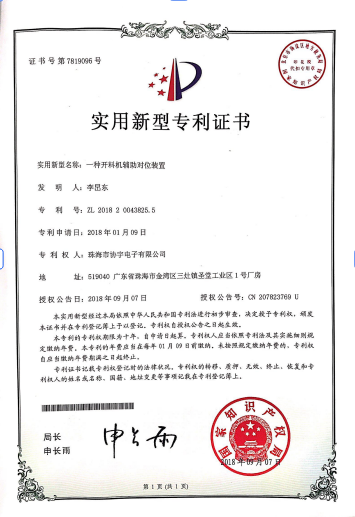 证书号第7819096号
实用新型专利证书
实用新型名称：一种开料机辅助对位装置
发 明 人：李昆东
专 利 号：ZL 2018 2 0043825.5
专利申请日：2018年01月09日
专 利 权 人：珠海市协宇电子有限公司
地 址：519040 广东省珠海市金湾区三灶镇圣堂工业区1号厂房
授权公告日：2018年09月07日 授权公告号：CN 207823769 U
本实用新型经过本局依照中华人民共和国专利法进行初步审查，决定授予专利权，颁发
本证书并在专利登记簿上予以登记。专利权自授权公告之日起生效。
本专利的专利权期限为十年，自申请日起算。专利权人应当依照专利法及其实施细则规
定缴纳年费。本专利的年费应当在每年01月09日前缴纳。未按照规定缴纳年费的，专利权
自应当缴纳年费期满之日起终止。
专利证书记载专利权登记时的法律状况。专利权的转移、质押、无效、终止、恢复和专
利权人的姓名或名称、国籍、地址变更等事项记载在专利登记簿上。
局长
申长雨
申长雨
国家知识产权局
2018年09月07日
第 1 页 (共 1 页)